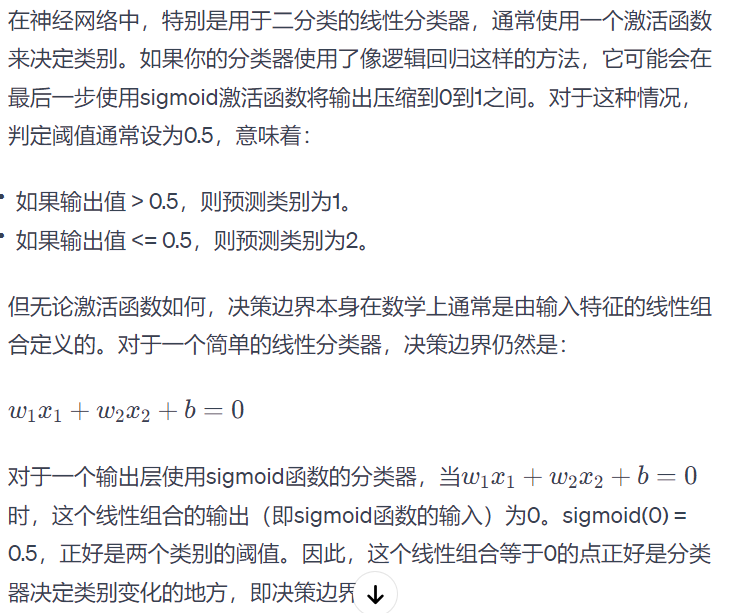 在神经网络中，特别是用于二分类的线性分类器，通常使用一个激活函数
来决定类别。如果你的分类器使用了像逻辑回归这样的方法，它可能会在
最后一步使用sigmoid激活函数将输出压缩到0到1之间。对于这种情况，
判定阈值通常设为0.5，意味着：
• 如果输出值 > 0.5，则预测类别为1。
• 如果输出值 <= 0.5，则预测类别为2。
但无论激活函数如何，决策边界本身在数学上通常是由输入特征的线性组
合定义的。对于一个简单的线性分类器，决策边界仍然是：
w₁x₁ + w₂x₂ + b = 0
对于一个输出层使用sigmoid函数的分类器，当w₁x₁ + w₂x₂ + b = 0
时，这个线性组合的输出（即sigmoid函数的输入）为0。sigmoid(0) =
0.5，正好是两个类别的阈值。因此，这个线性组合等于0的点正好是分类
器决定类别变化的地方，即决策边界